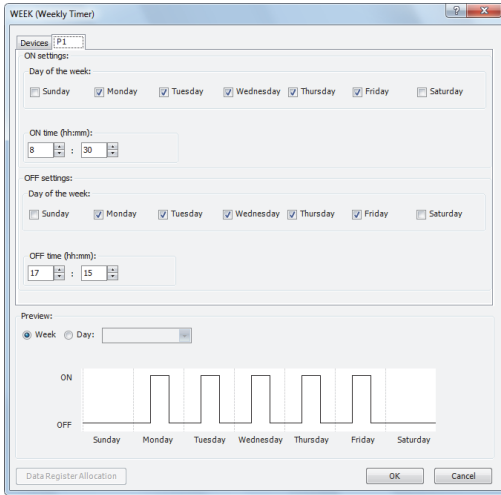 WEEK (Weekly Timer)
Devices P1
ON settings:
Day of the week:
Sunday Monday Tuesday Wednesday Thursday Friday Saturday
ON time (hh:mm):
8 : 30
OFF settings:
Day of the week:
Sunday Monday Tuesday Wednesday Thursday Friday Saturday
OFF time (hh:mm):
17 : 15
Preview:
Week Day:
ON
OFF
Sunday Monday Tuesday Wednesday Thursday Friday Saturday
Data Register Allocation OK Cancel